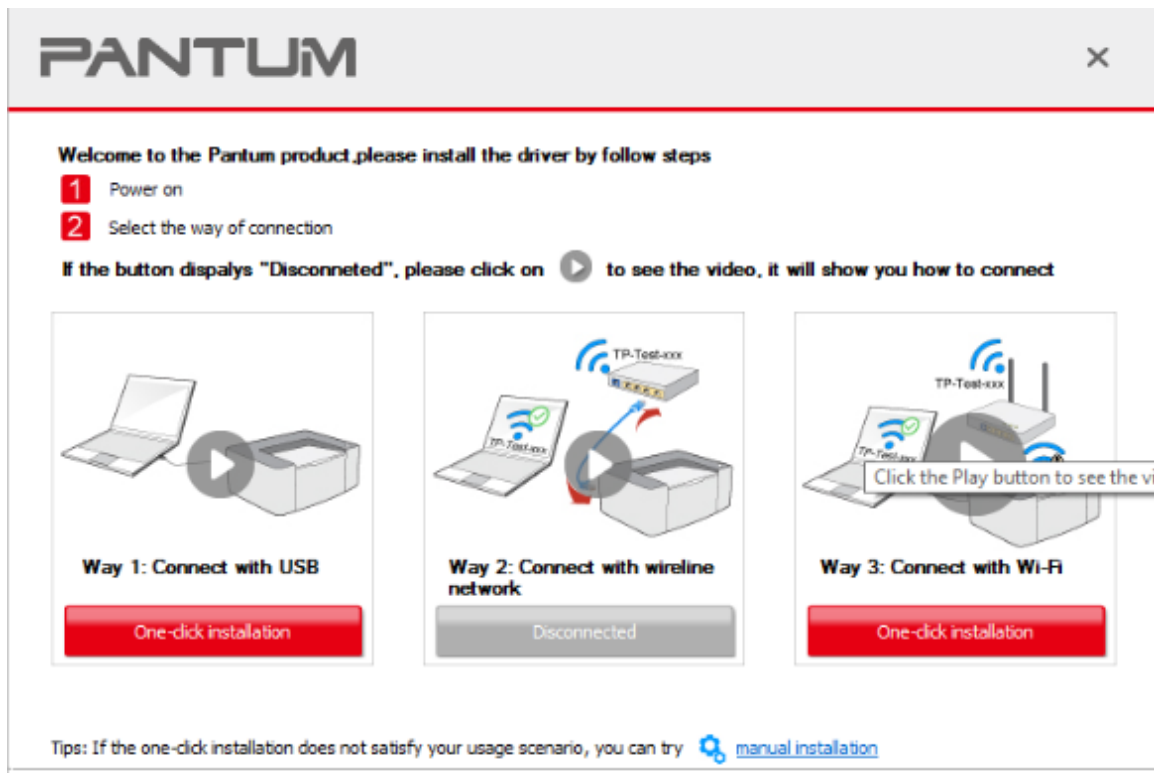 PANTUM
Welcome to the Pantum product,please install the driver by follow steps
1 Power on
2 Select the way of connection
If the button dispalys "Disconneted", please click on to see the video, it will show you how to connect
TP-Test-xxx
TP-Test-xxx
TP-Test-xxx
TP-Test-xxx
Click the Play button to see the
Way 1: Connect with USB
Way 2: Connect with wireline
network
Way 3: Connect with Wi-Fi
One-click installation
Disconnected
One-click installation
Tips: If the one-click installation does not satisfy your usage scenario, you can try manual installation